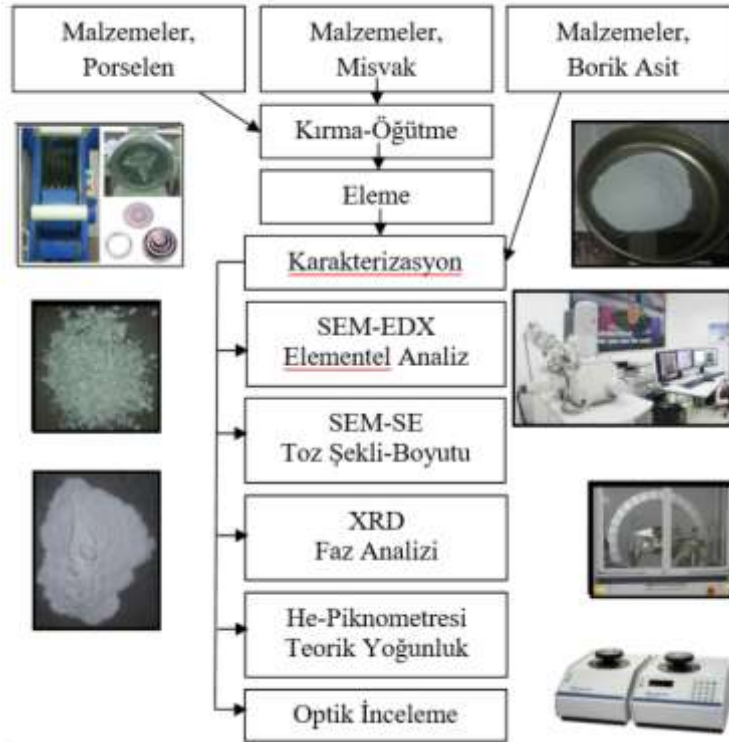 Malzemeler,
Porselen
Malzemeler,
Misvak
Malzemeler,
Borik Asit
Kırma-Öğütme
Eleme
Karakterizasyon
SEM-EDX
Elementel Analiz
SEM-SE
Toz Şekli-Boyutu
XRD
Faz Analizi
He-Piknometresi
Teorik Yoğunluk
Optik İnceleme